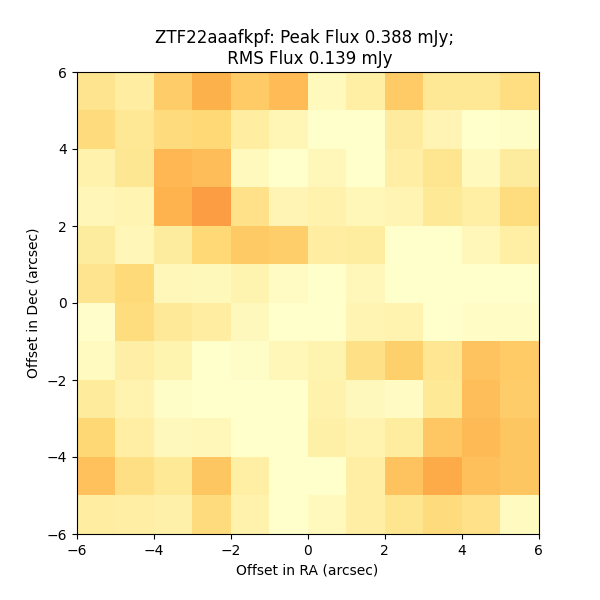 ZTF22aaafkpf: Peak Flux 0.388 mJy;
RMS Flux 0.139 mJy
6
4
2
0
−2
−4
−6
Offset in Dec (arcsec)
−6 −4 −2 0 2 4 6
Offset in RA (arcsec)